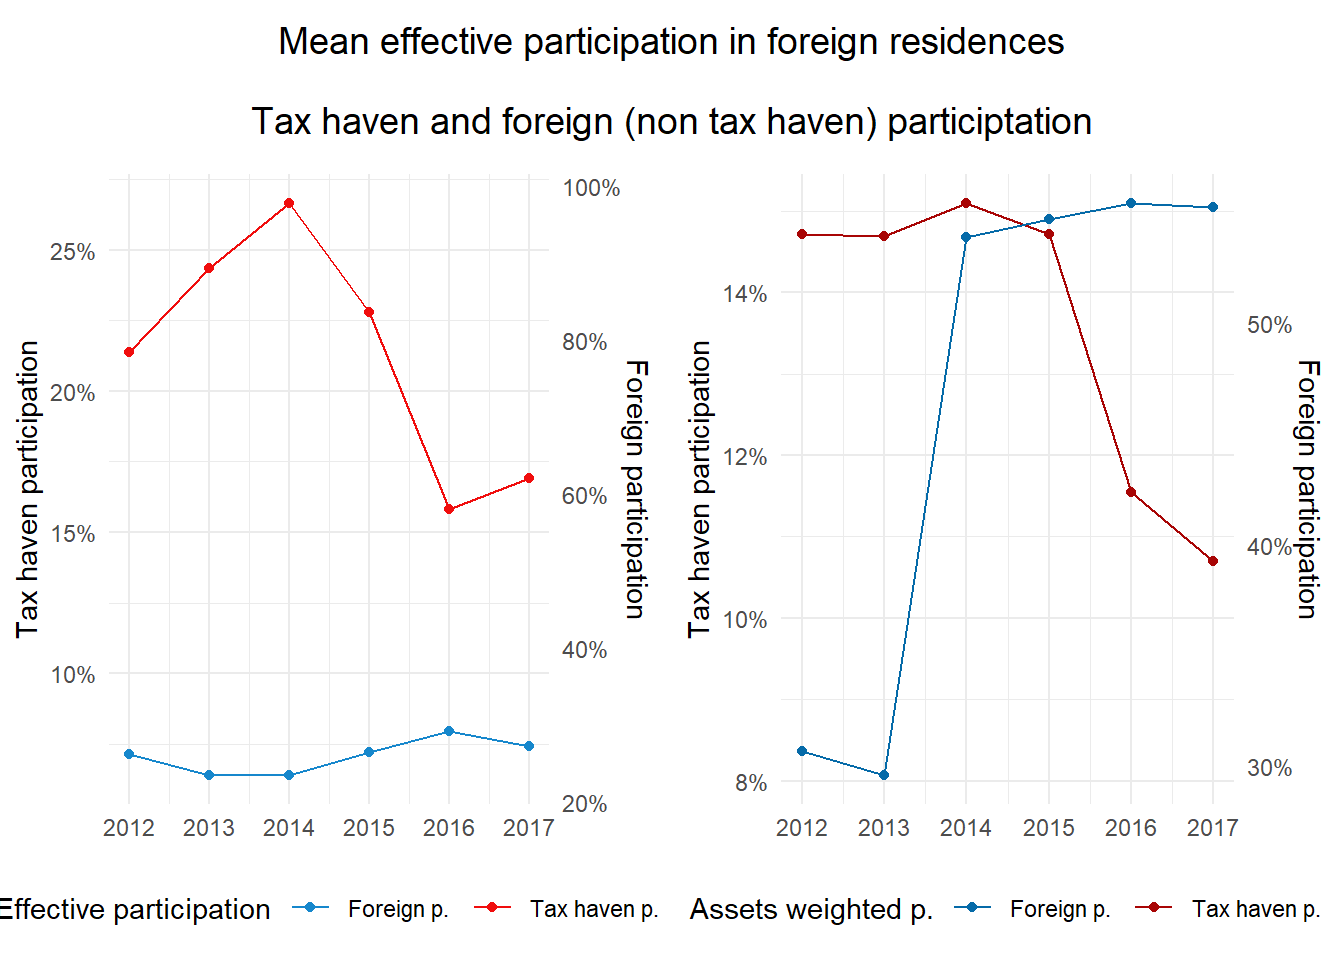 Mean effective participation in foreign residences
Tax haven and foreign (non tax haven) participtation
Tax haven participation
25%
20%
15%
10%
100%
80%
60%
40%
20%
Foreign participation
2012 2013 2014 2015 2016 2017
Tax haven participation
14%
12%
10%
8%
50%
40%
30%
Foreign participation
2012 2013 2014 2015 2016 2017
Effective participation Foreign p. Tax haven p.
Assets weighted p. Foreign p. Tax haven p.